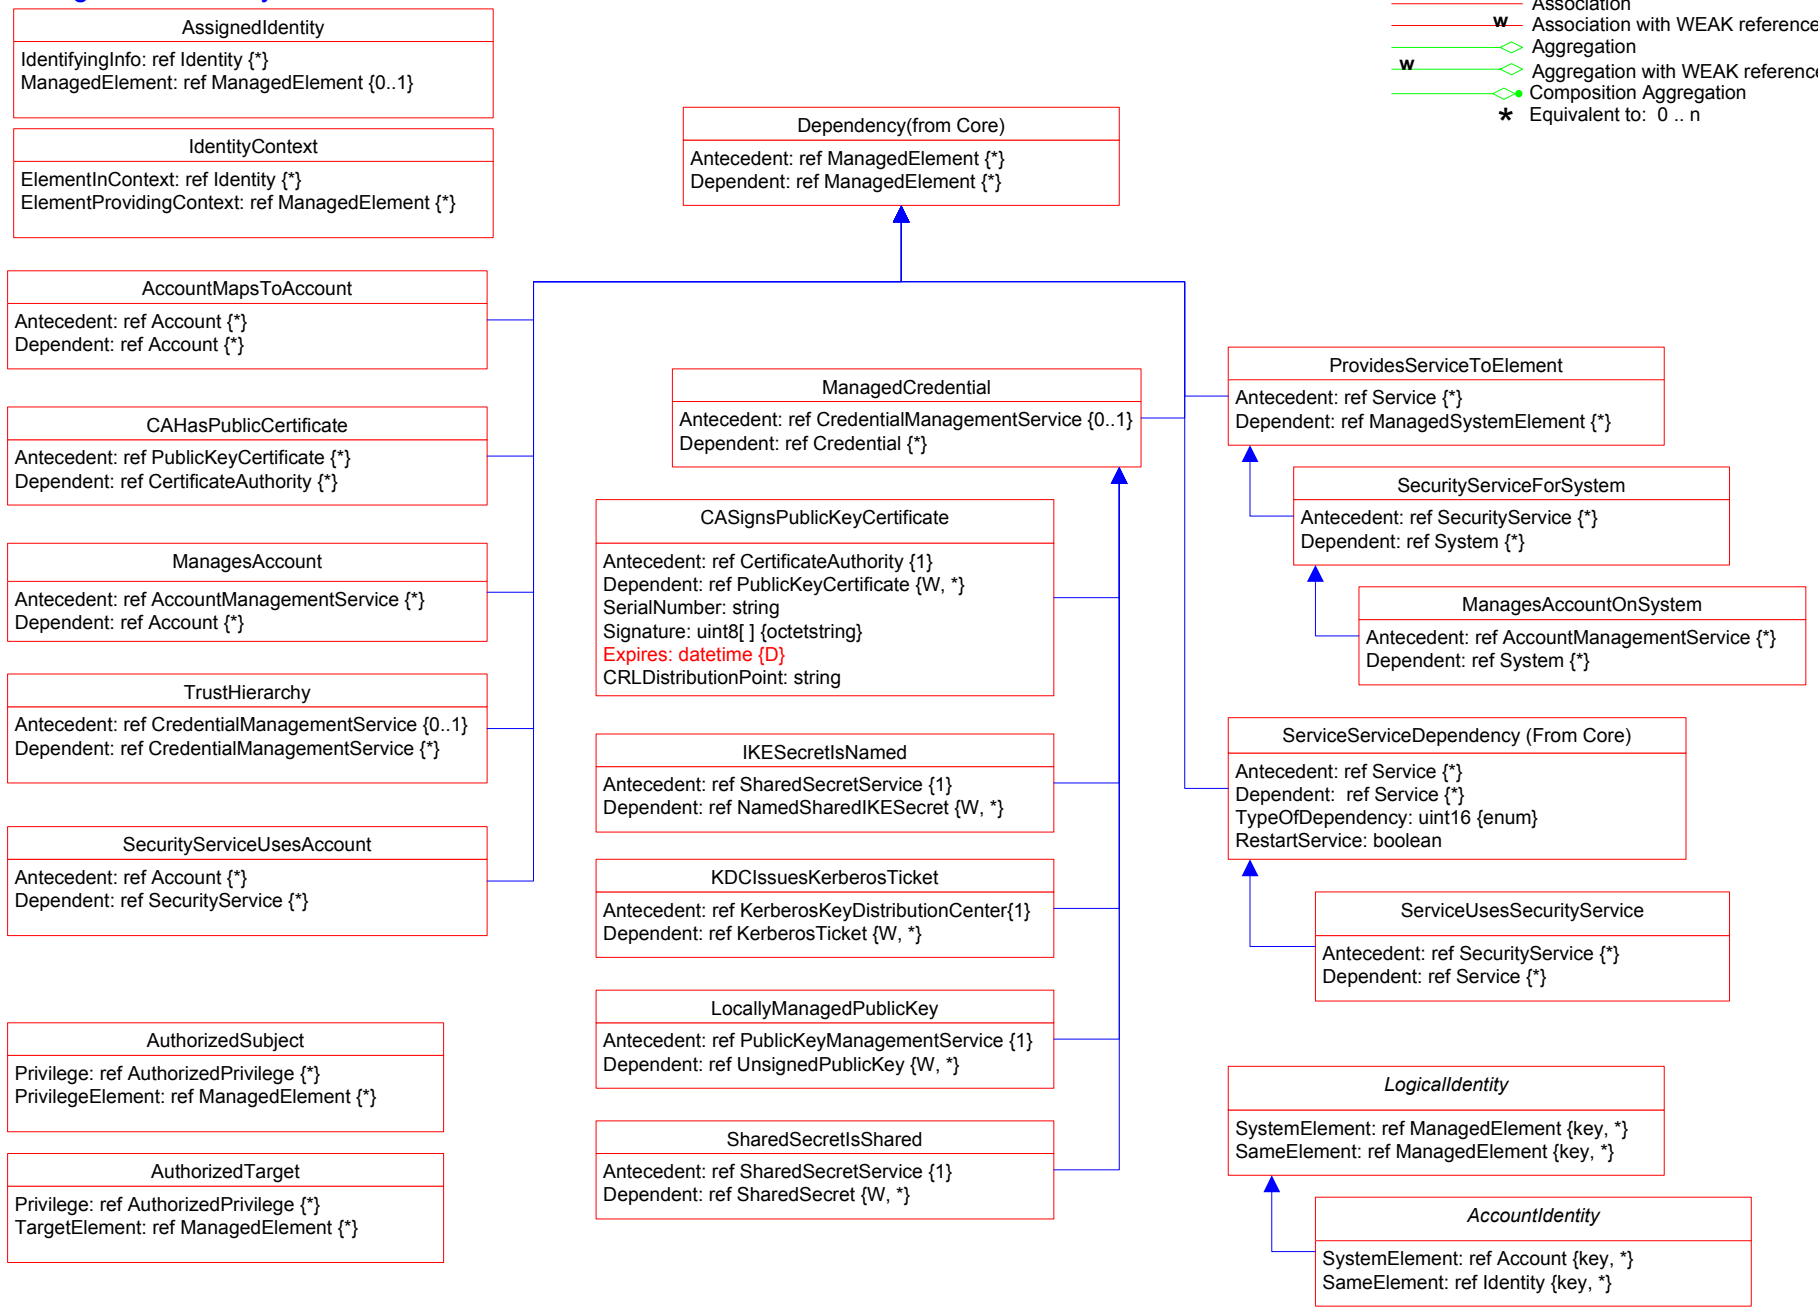 AssignedIdentity
IdentifyingInfo: ref Identity {*}
ManagedElement: ref ManagedElement {0..1}
IdentityContext
ElementInContext: ref Identity {*}
ElementProvidingContext: ref ManagedElement {*}
Association
w Association with WEAK reference
Aggregation
w Aggregation with WEAK reference
Composition Aggregation
* Equivalent to: 0 .. n
Dependency(from Core)
Antecedent: ref ManagedElement {*}
Dependent: ref ManagedElement {*}
AccountMapsToAccount
Antecedent: ref Account {*}
Dependent: ref Account {*}
CAHasPublicCertificate
Antecedent: ref PublicKeyCertificate {*}
Dependent: ref CertificateAuthority {*}
ManagesAccount
Antecedent: ref AccountManagementService {*}
Dependent: ref Account {*}
TrustHierarchy
Antecedent: ref CredentialManagementService {0..1}
Dependent: ref CredentialManagementService {*}
SecurityServiceUsesAccount
Antecedent: ref Account {*}
Dependent: ref SecurityService {*}
AuthorizedSubject
Privilege: ref AuthorizedPrivilege {*}
PrivilegeElement: ref ManagedElement {*}
AuthorizedTarget
Privilege: ref AuthorizedPrivilege {*}
TargetElement: ref ManagedElement {*}
ManagedCredential
Antecedent: ref CredentialManagementService {0..1}
Dependent: ref Credential {*}
CASignsPublicKeyCertificate
Antecedent: ref CertificateAuthority {1}
Dependent: ref PublicKeyCertificate {W, *}
SerialNumber: string
Signature: uint8[ ] {octetstring}
Expires: datetime {D}
CRLDistributionPoint: string
IKESecretIsNamed
Antecedent: ref SharedSecretService {1}
Dependent: ref NamedSharedIKESecret {W, *}
KDCIssuesKerberosTicket
Antecedent: ref KerberosKeyDistributionCenter{1}
Dependent: ref KerberosTicket {W, *}
LocallyManagedPublicKey
Antecedent: ref PublicKeyManagementService {1}
Dependent: ref UnsignedPublicKey {W, *}
SharedSecretIsShared
Antecedent: ref SharedSecretService {1}
Dependent: ref SharedSecret {W, *}
ProvidesServiceToElement
Antecedent: ref Service {*}
Dependent: ref ManagedSystemElement {*}
SecurityServiceForSystem
Antecedent: ref SecurityService {*}
Dependent: ref System {*}
ManagesAccountOnSystem
Antecedent: ref AccountManagementService {*}
Dependent: ref System {*}
ServiceServiceDependency (From Core)
Antecedent: ref Service {*}
Dependent: ref Service {*}
TypeOfDependency: uint16 {enum}
RestartService: boolean
ServiceUsesSecurityService
Antecedent: ref SecurityService {*}
Dependent: ref Service {*}
LogicalIdentity
SystemElement: ref ManagedElement {key, *}
SameElement: ref ManagedElement {key, *}
AccountIdentity
SystemElement: ref Account {key, *}
SameElement: ref Identity {key, *}